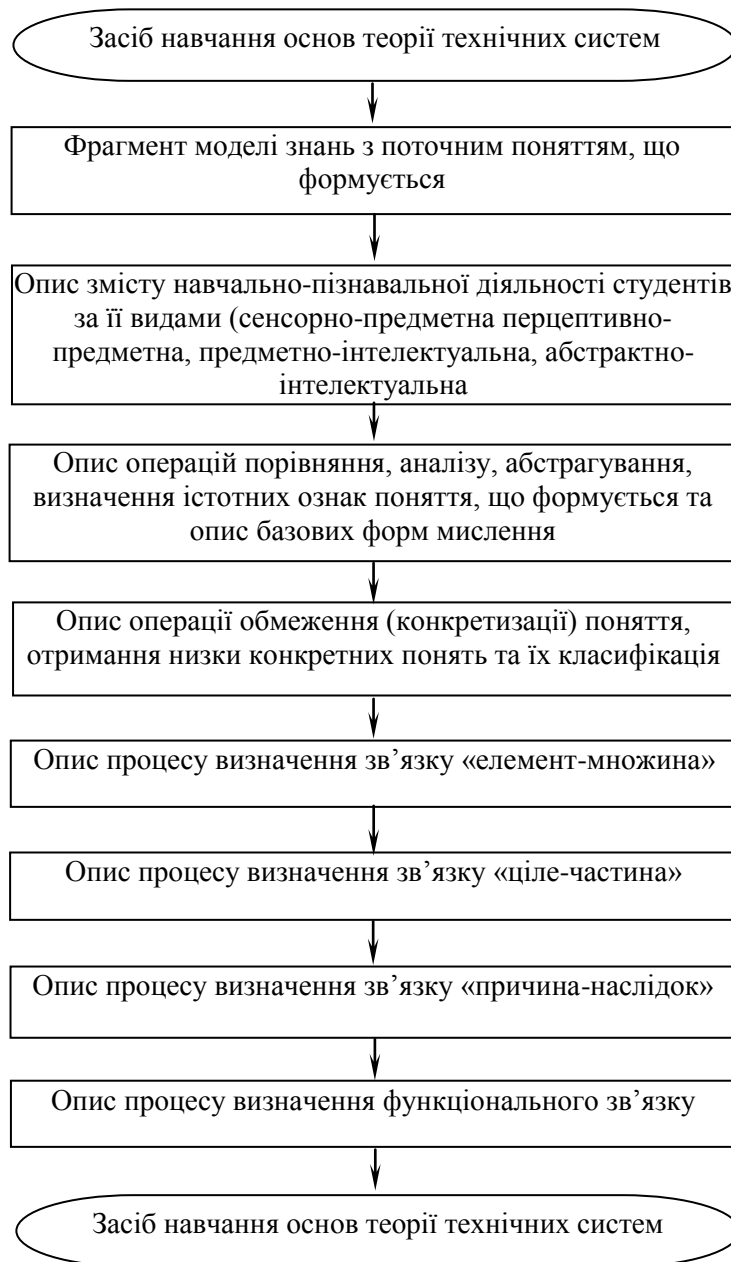 Засіб навчання основ теорії технічних систем
Фрагмент моделі знань з поточним поняттям, що
формується
Опис змісту навчально-пізнавальної діяльності студентів
за її видами (сенсорно-предметна перцептивно-
предметна, предметно-інтелектуальна, абстрактно-
інтелектуальна
Опис операцій порівняння, аналізу, абстрагування,
визначення істотних ознак поняття, що формується та
опис базових форм мислення
Опис операції обмеження (конкретизації) поняття,
отримання низки конкретних понять та їх класифікація
Опис процесу визначення зв’язку «елемент-множина»
Опис процесу визначення зв’язку «ціле-частина»
Опис процесу визначення зв’язку «причина-наслідок»
Опис процесу визначення функціонального зв’язку
Засіб навчання основ теорії технічних систем